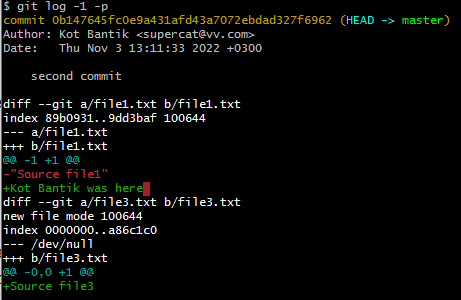 $ git log -1 -p
commit 0b147645fc0e9a431afd43a7072ebdad327f6962 (HEAD -> master)
Author: Kot Bantik <supercat@vv.com>
Date:   Thu Nov 3 13:11:33 2022 +0300
    second commit
diff --git a/file1.txt b/file1.txt
index 89b0931..9dd3baf 100644
--- a/file1.txt
+++ b/file1.txt
@@ -1 +1 @@
-"Source file1"
+Kot Bantik was here
diff --git a/file3.txt b/file3.txt
new file mode 100644
index 0000000..a86c1c0
--- /dev/null
+++ b/file3.txt
@@ -0,0 +1 @@
+Source file3